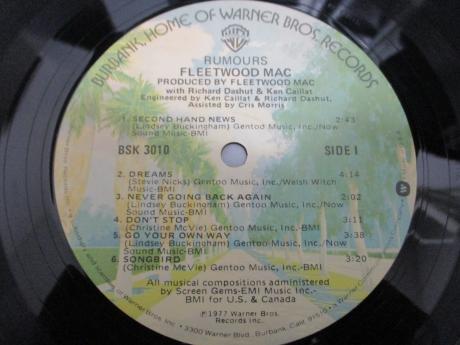 BURBANK, HOME OF WARNER BROS. RECORDS
RUMOURS
FLEETWOOD MAC
PRODUCED BY FLEETWOOD MAC
with Richard Dashut & Ken Caillat
Engineered by Ken Caillat & Richard Dashut,
Assisted by Cris Morris
1. SECOND HAND NEWS 2:43
(Lindsey Buckingham) Gentoo Music, Inc./Now
Sound Music-BMI
BSK 3010 SIDE 1
2. DREAMS 4:14
(Stevie Nicks) Gentoo Music, Inc./Welsh Witch
Music-BMI
3. NEVER GOING BACK AGAIN 2:02
(Lindsey Buckingham) Gentoo Music, Inc./Now
Sound Music-BMI
4. DON'T STOP 3:11
(Christine McVie) Gentoo Music, Inc.-BMI
5. GO YOUR OWN WAY 3:38
(Lindsey Buckingham) Gentoo Music, Inc./Now
Sound Music-BMI
6. SONGBIRD 3:20
(Christine McVie) Gentoo Music, Inc.-BMI
All musical compositions administered
by Screen Gems-EMI Music Inc.-
BMI for U.S. & Canada
℗1977 Warner Bros.
Records Inc.
3300 Warner Blvd., Burbank, Calif.